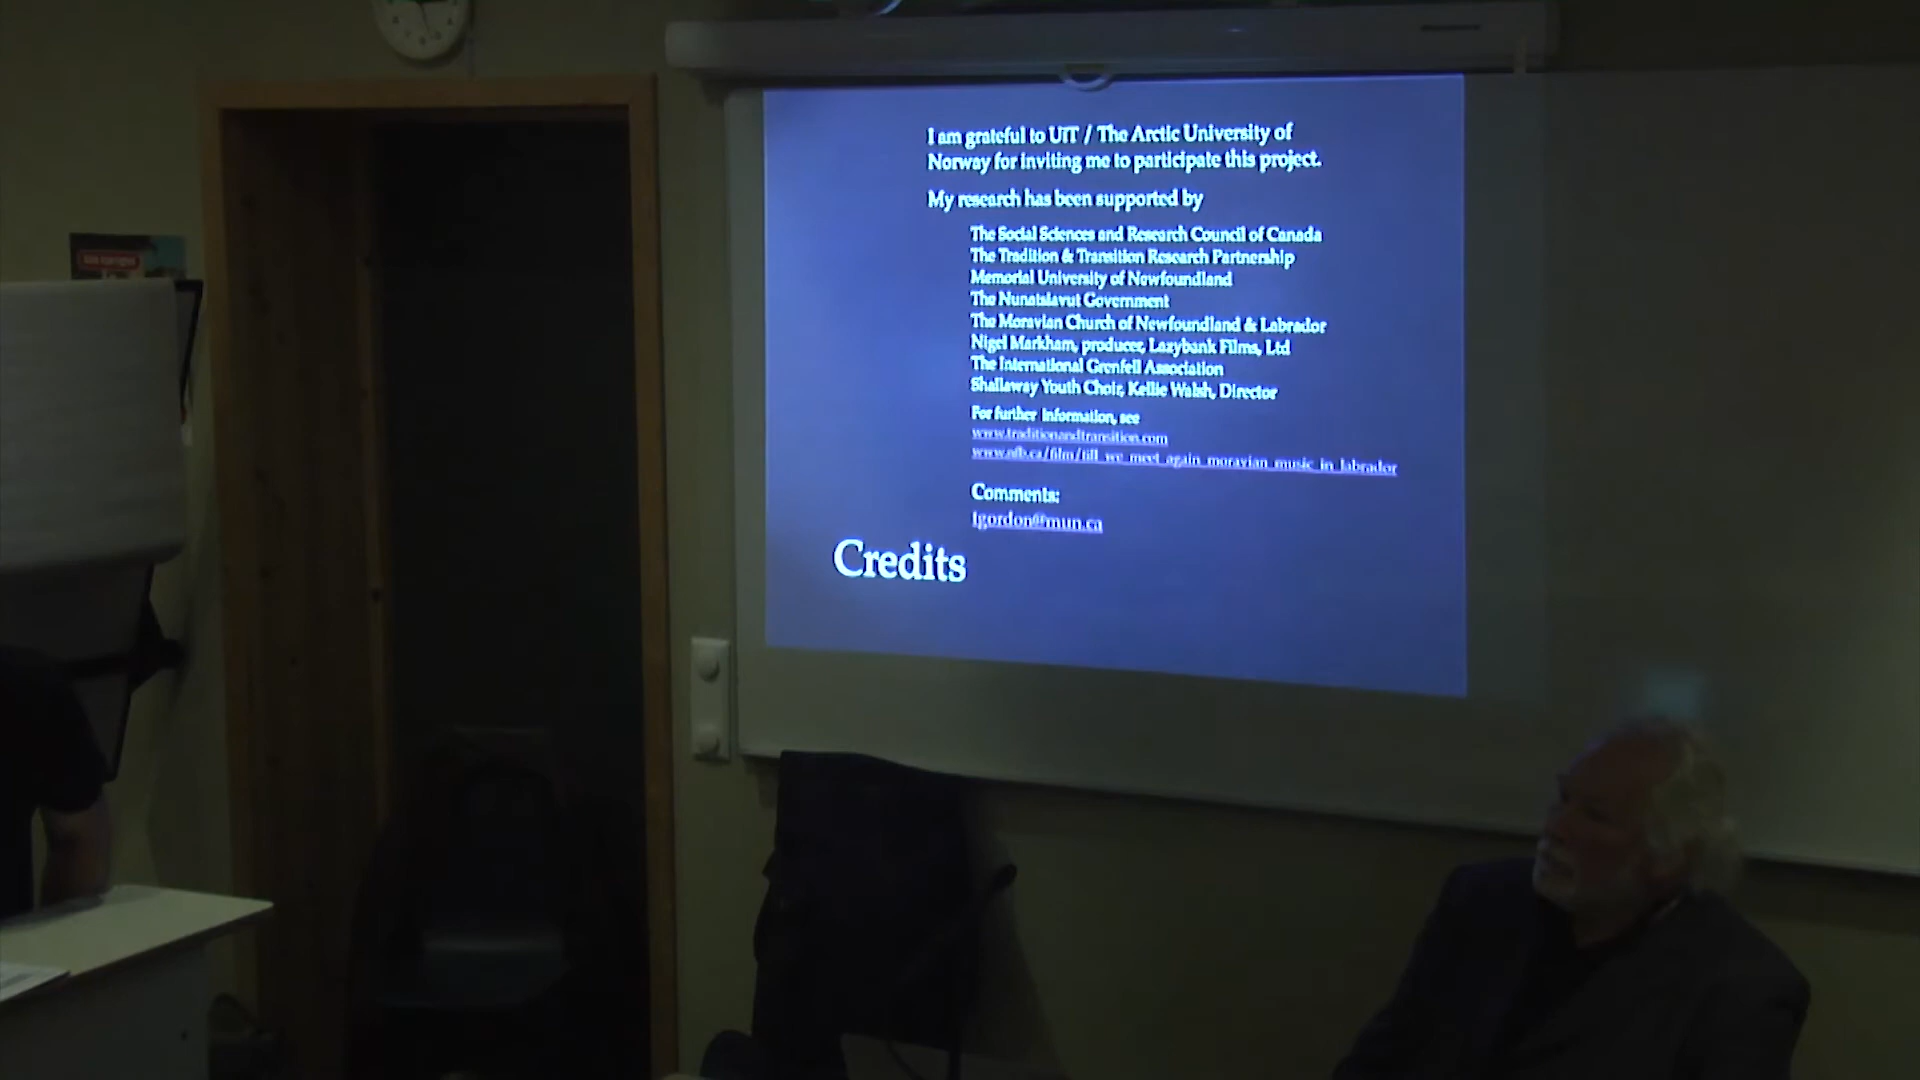 I am grateful to UIT / The Arctic University of
Norway for inviting me to participate this project.
My research has been supported by
The Social Sciences and Research Council of Canada
The Tradition & Transition Research Partnership
Memorial University of Newfoundland
The Nunatsiavut Government
The Moravian Church of Newfoundland & Labrador
Nigel Markham, producer, Lazybank Films, Ltd
The International Grenfell Association
Shallaway Youth Choir, Kellie Walsh, Director
For further information, see
www.traditionandtransition.com
www.nfb.ca/film/till_we_meet_again_moravian_music_in_labrador
Comments:
tgordon@mun.ca
Credits